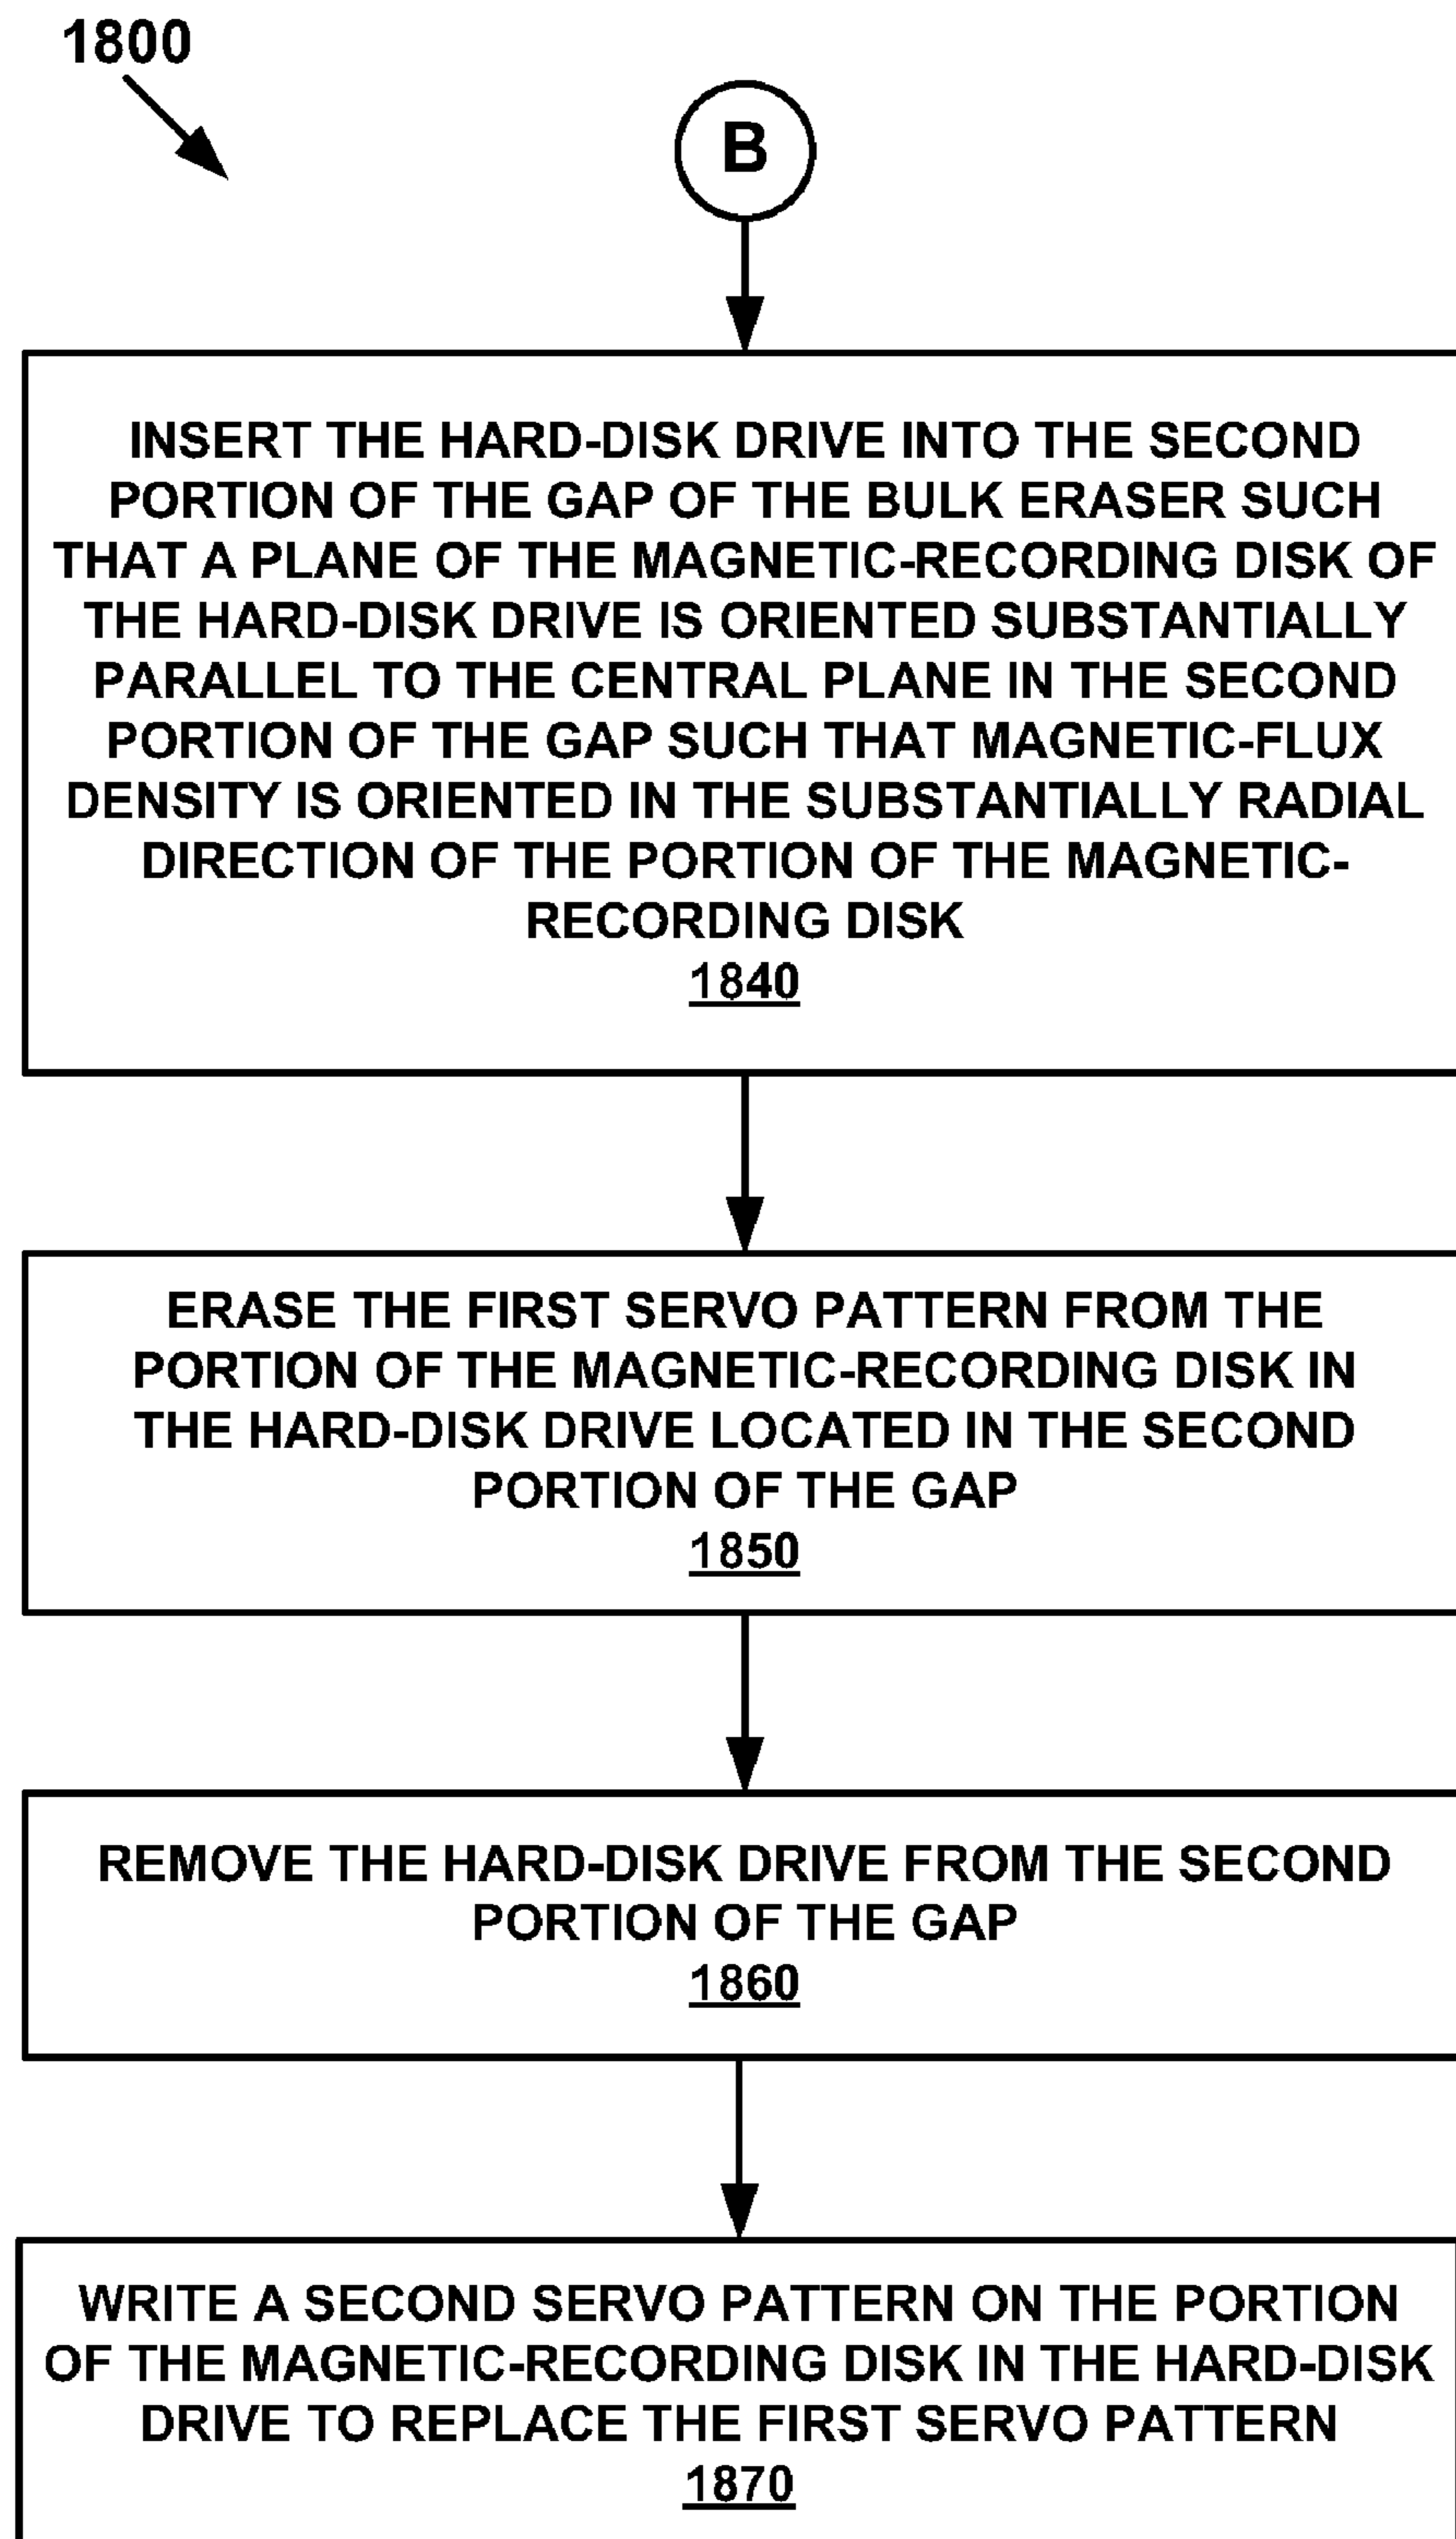 1800
B
INSERT THE HARD-DISK DRIVE INTO THE SECOND
PORTION OF THE GAP OF THE BULK ERASER SUCH
THAT A PLANE OF THE MAGNETIC-RECORDING DISK OF
THE HARD-DISK DRIVE IS ORIENTED SUBSTANTIALLY
PARALLEL TO THE CENTRAL PLANE IN THE SECOND
PORTION OF THE GAP SUCH THAT MAGNETIC-FLUX
DENSITY IS ORIENTED IN THE SUBSTANTIALLY RADIAL
DIRECTION OF THE PORTION OF THE MAGNETIC-
RECORDING DISK
1840
ERASE THE FIRST SERVO PATTERN FROM THE
PORTION OF THE MAGNETIC-RECORDING DISK IN
THE HARD-DISK DRIVE LOCATED IN THE SECOND
PORTION OF THE GAP
1850
REMOVE THE HARD-DISK DRIVE FROM THE SECOND
PORTION OF THE GAP
1860
WRITE A SECOND SERVO PATTERN ON THE PORTION
OF THE MAGNETIC-RECORDING DISK IN THE HARD-DISK
DRIVE TO REPLACE THE FIRST SERVO PATTERN
1870